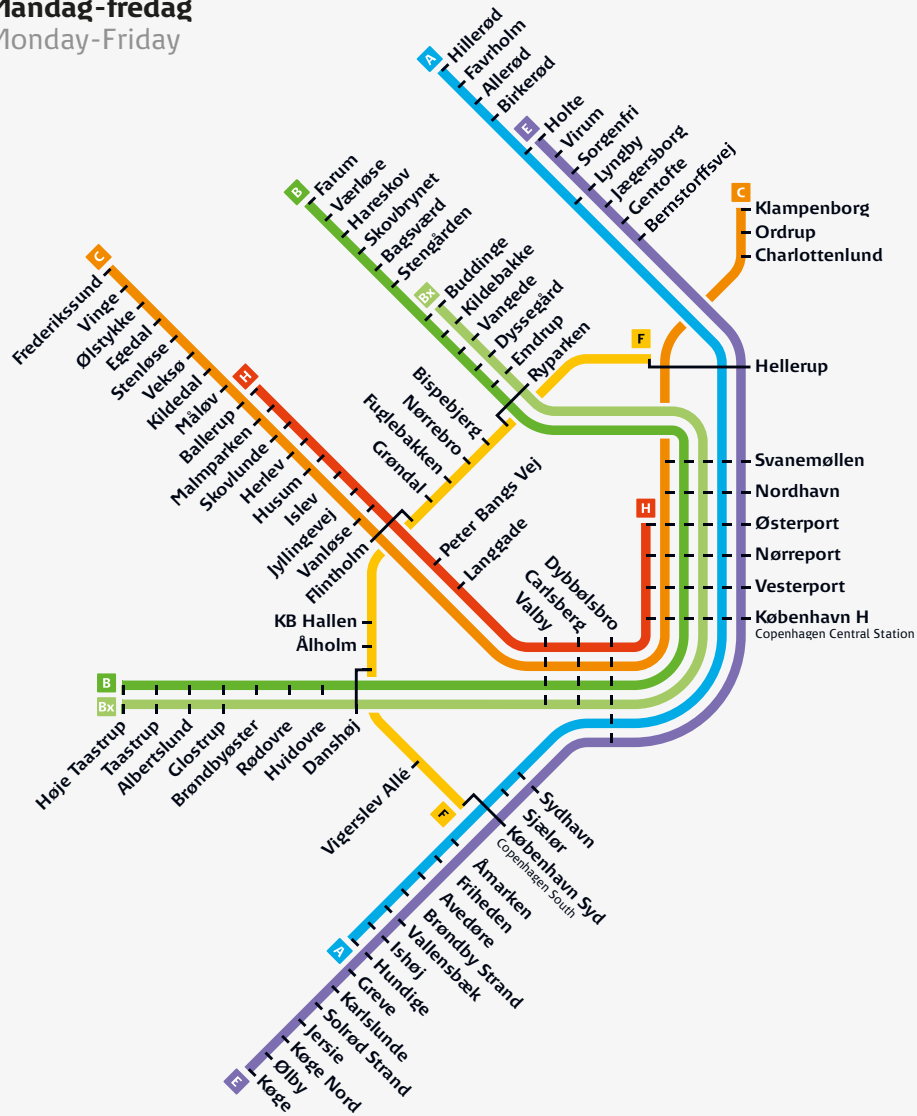 Mandag-fredag
Monday-Friday
A
Hillerød
Favrholm
Allerød
Birkerød
E
Holte
Virum
Sorgenfri
Lyngby
Jægersborg
Gentofte
Bernstorffsvej
C
Klampenborg
Ordrup
Charlottenlund
B
Farum
Værløse
Hareskov
Skovbrynet
Bagsværd
Stengården
Bx
Buddinge
Kildebakke
Vangede
Dyssegård
Emdrup
Ryparken
F
Hellerup
C
Frederikssund
Vinge
Ølstykke
Egedal
Stenløse
Veksø
Kildedal
Måløv
H
Ballerup
Malmparken
Skovlunde
Herlev
Husum
Islev
Jyllingevej
Vanløse
Flintholm
Bispebjerg
Nørrebro
Fuglebakken
Grøndal
Peter Bangs Vej
Langgade
Valby
Carlsberg
Dybbølsbro
Svanemøllen
Nordhavn
H
Østerport
Nørreport
Vesterport
København H
Copenhagen Central Station
KB Hallen
Ålholm
B
Bx
Høje Taastrup
Taastrup
Albertslund
Glostrup
Brøndbyøster
Rødovre
Hvidovre
Danshøj
Vigerslev Allé
F
Sydhavn
Sjælør
København Syd
Copenhagen South
Åmarken
Friheden
Avedøre
Brøndby Strand
Vallensbæk
Ishøj
Hundige
A
Greve
Karlslunde
Solrød Strand
Jersie
Køge Nord
Ølby
Køge
E